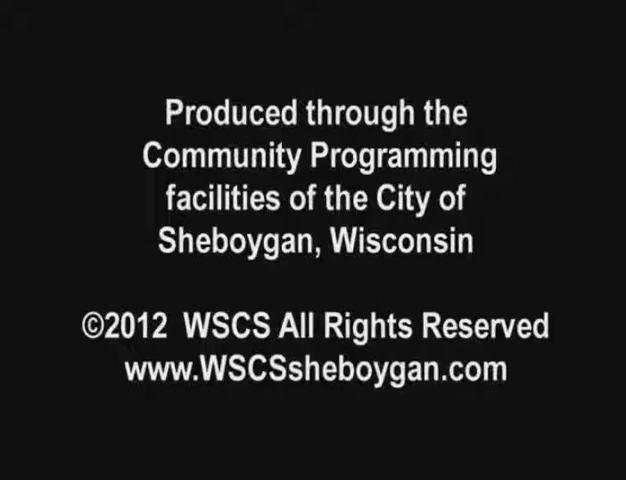 Produced through the
Community Programming
facilities of the City of
Sheboygan, Wisconsin
©2012 WSCS All Rights Reserved
www.WSCSsheboygan.com